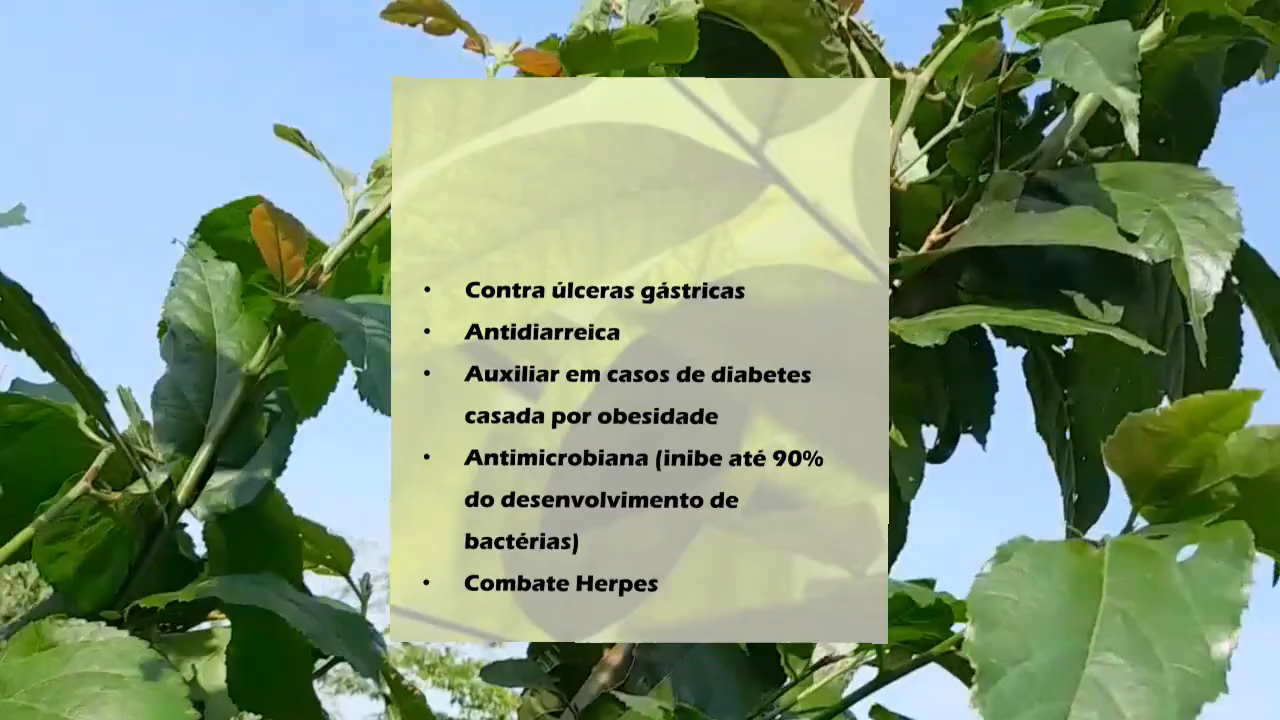 • Contra úlceras gástricas
• Antidiarreica
• Auxiliar em casos de diabetes
casada por obesidade
• Antimicrobiana (inibe até 90%
do desenvolvimento de
bactérias)
• Combate Herpes